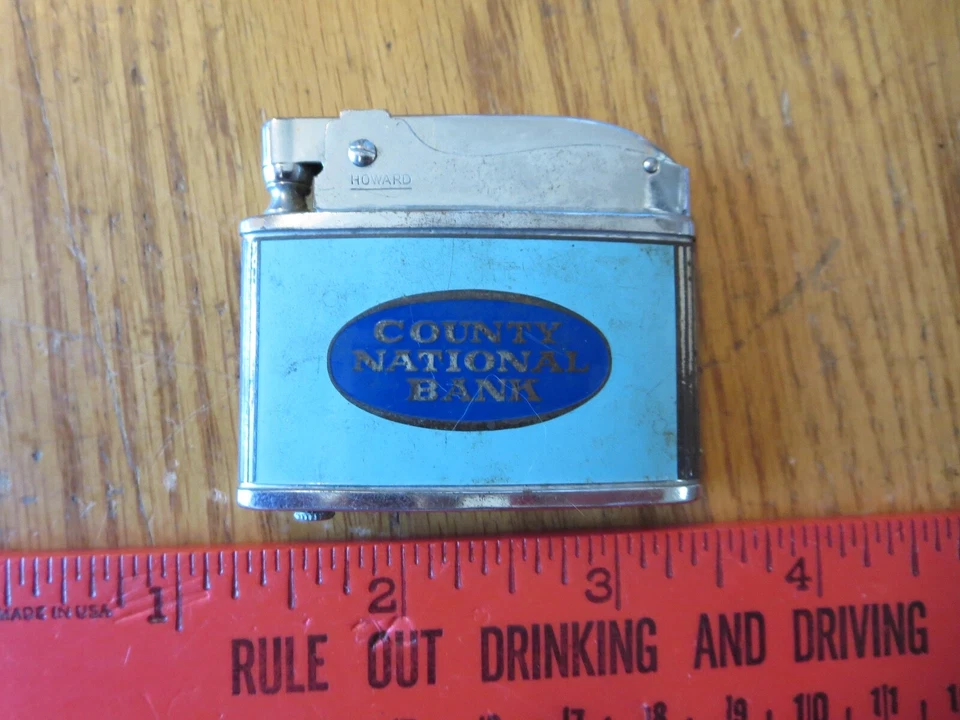 HOWARD
COUNTY
NATIONAL
BANK
1 2 3 4
MADE IN USA
RULE OUT DRINKING AND DRIVING